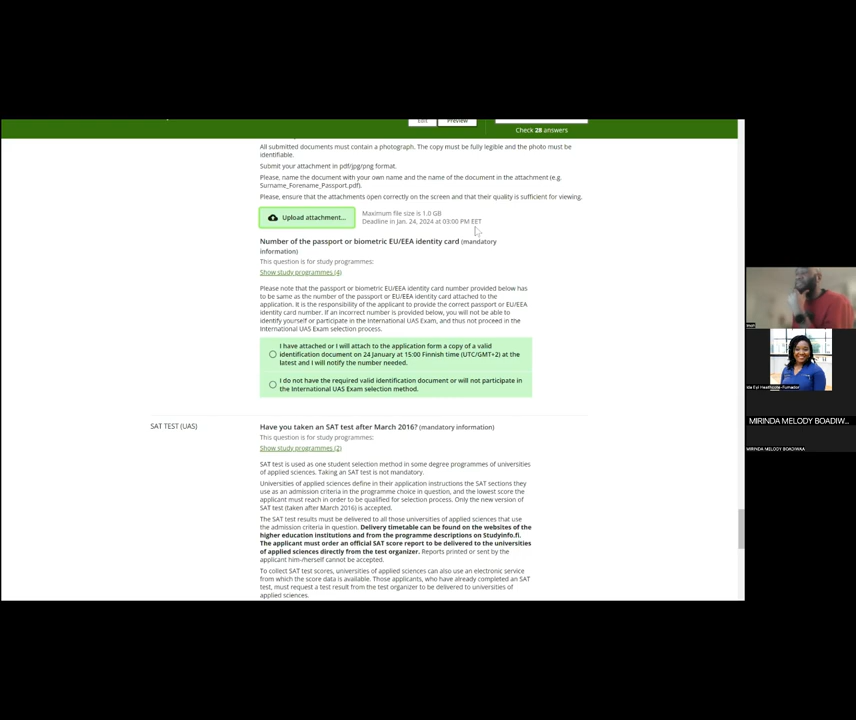 Edit
Preview
Check 28 answers
All submitted documents must contain a photograph. The copy must be fully legible and the photo must be
identifiable.
Submit your attachment in pdf/jpg/png format.
Please, name the document with your own name and the name of the document in the attachment (e.g.
Surname_Forename_Passport.pdf).
Please, ensure that the attachments open correctly on the screen and that their quality is sufficient for viewing.
Upload attachment...
Maximum file size is 1.0 GB
Deadline in Jan. 24, 2024 at 03:00 PM EET
Number of the passport or biometric EU/EEA identity card (mandatory
information)
This question is for study programmes:
Show study programmes (4)
Please note that the passport or biometric EU/EEA identity card number provided below has
to be same as the number of the passport or EU/EEA identity card attached to the
application. It is the responsibility of the applicant to provide the correct passport or EU/EEA
identity card number. If an incorrect number is provided below, you will not be able to
identify yourself or participate in the International UAS Exam, and thus not proceed in the
International UAS Exam selection process.
I have attached or I will attach to the application form a copy of a valid
identification document on 24 January at 15:00 Finnish time (UTC/GMT+2) at the
latest and I will notify the number needed.
I do not have the required valid identification document or will not participate in
the International UAS Exam selection method.
SAT TEST (UAS)
Have you taken an SAT test after March 2016? (mandatory information)
This question is for study programmes:
Show study programmes (2)
SAT test is used as one student selection method in some degree programmes of universities
of applied sciences. Taking an SAT test is not mandatory.
Universities of applied sciences define in their application instructions the SAT sections they
use as an admission criteria in the programme choice in question, and the lowest score the
applicant must reach in order to be qualified for selection process. Only the new version of
SAT test (taken after March 2016) is accepted.
The SAT test results must be delivered to all those universities of applied sciences that use
the admission criteria in question. Delivery timetable can be found on the websites of the
higher education institutions and from the programme descriptions on Studyinfo.fi.
The applicant must order an official SAT score report to be delivered to the universities
of applied sciences directly from the test organizer. Reports printed or sent by the
applicant him-/herself cannot be accepted.
To collect SAT test scores, universities of applied sciences can also use an electronic service
from which the score data is available. Those applicants, who have already completed an SAT
test, must request a test result from the test organizer to be delivered to universities of
applied sciences.
MIRINDA MELODY BOADIW...
MIRINDA MELODY BOADIWAA